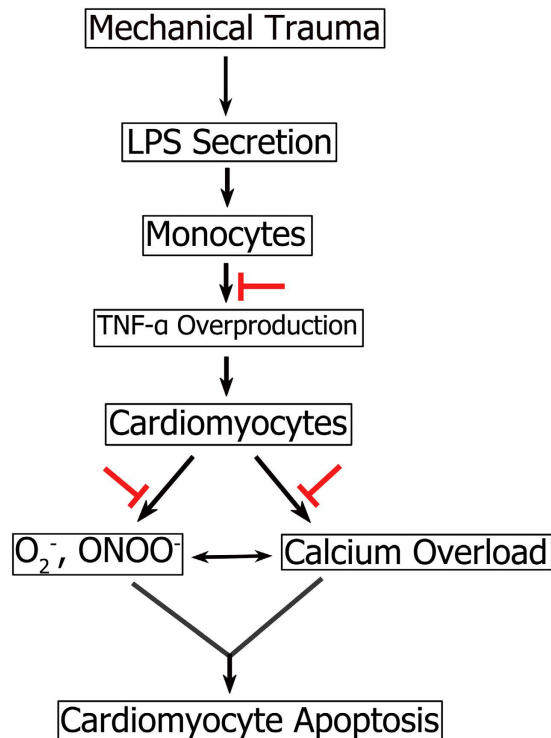 Mechanical Trauma
LPS Secretion
Monocytes
TNF-α Overproduction
Cardiomyocytes
O₂⁻, ONOO⁻
Calcium Overload
Cardiomyocyte Apoptosis